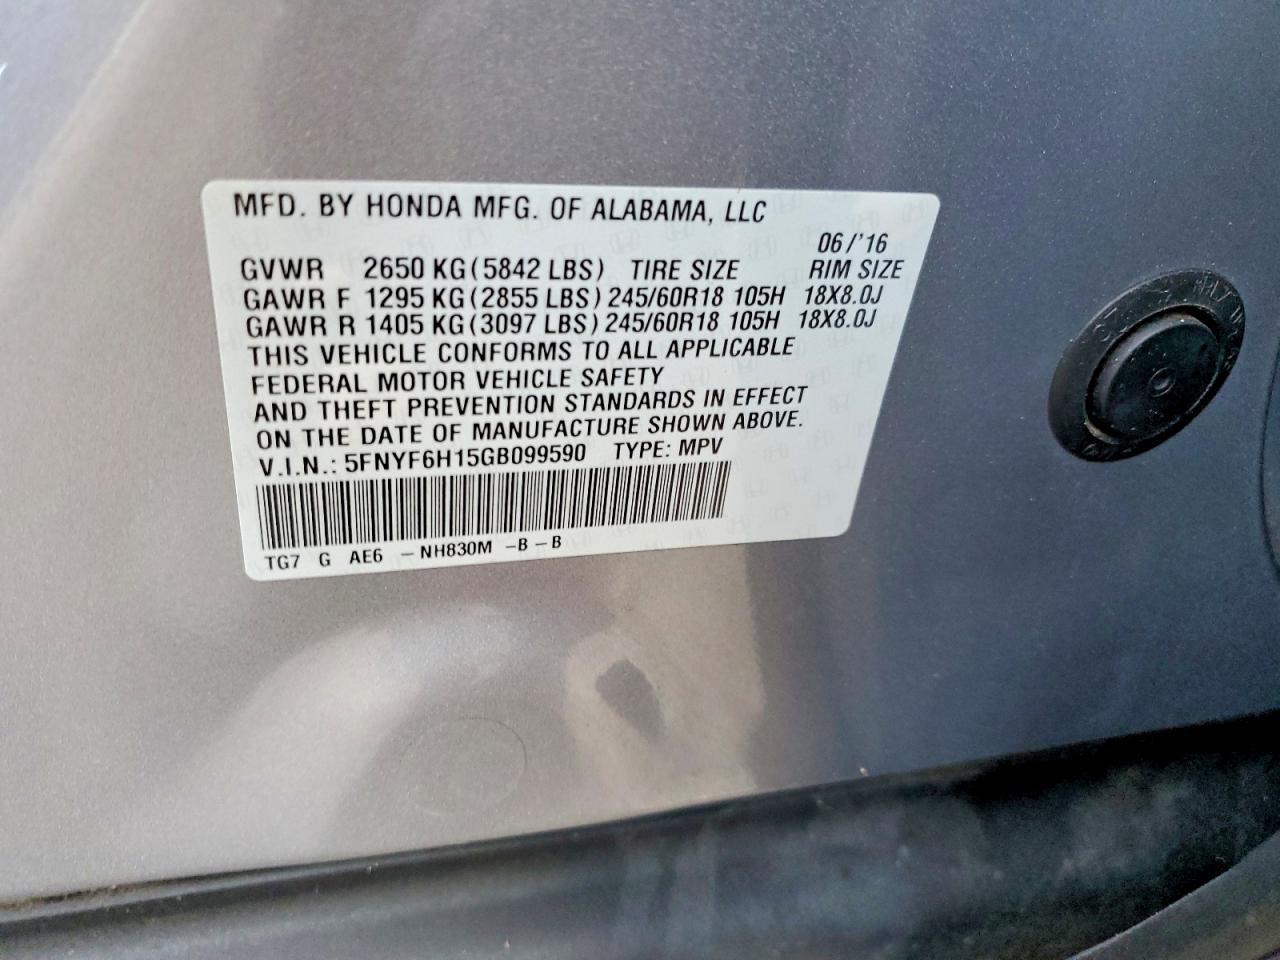 MFD. BY HONDA MFG. OF ALABAMA, LLC
06/'16
GVWR 2650 KG(5842 LBS) TIRE SIZE RIM SIZE
GAWR F 1295 KG(2855 LBS) 245/60R18 105H 18X8.0J
GAWR R 1405 KG(3097 LBS) 245/60R18 105H 18X8.0J
THIS VEHICLE CONFORMS TO ALL APPLICABLE
FEDERAL MOTOR VEHICLE SAFETY
AND THEFT PREVENTION STANDARDS IN EFFECT
ON THE DATE OF MANUFACTURE SHOWN ABOVE.
V.I.N.: 5FNYF6H15GB099590 TYPE: MPV
TG7 G AE6 -NH830M -B-B